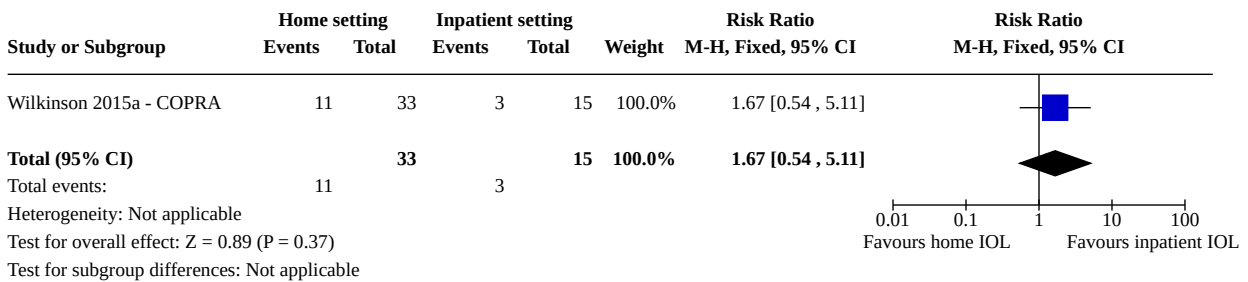 Home setting Inpatient setting Risk Ratio Risk Ratio
Study or Subgroup Events Total Events Total Weight M-H, Fixed, 95% CI M-H, Fixed, 95% CI
Wilkinson 2015a - COPRA 11 33 3 15 100.0% 1.67 [0.54 , 5.11]
Total (95% CI) 33 15 100.0% 1.67 [0.54 , 5.11]
Total events: 11 3
Heterogeneity: Not applicable
Test for overall effect: Z = 0.89 (P = 0.37)
Test for subgroup differences: Not applicable
0.01 0.1 1 10 100
Favours home IOL Favours inpatient IOL